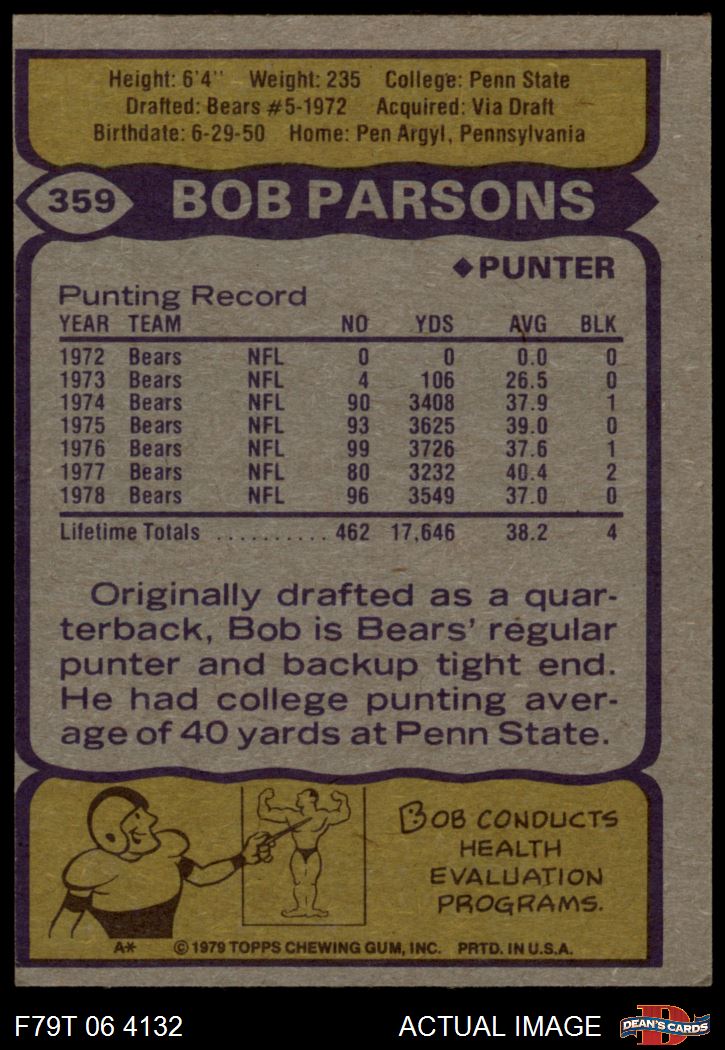 Height: 6'4" Weight: 235 College: Penn State
Drafted: Bears #5-1972 Acquired: Via Draft
Birthdate: 6-29-50 Home: Pen Argyl, Pennsylvania
359 BOB PARSONS
◆PUNTER
Punting Record
YEAR TEAM NO YDS AVG BLK
1972 Bears NFL 0 0 0.0 0
1973 Bears NFL 4 106 26.5 0
1974 Bears NFL 90 3408 37.9 1
1975 Bears NFL 93 3625 39.0 0
1976 Bears NFL 99 3726 37.6 1
1977 Bears NFL 80 3232 40.4 2
1978 Bears NFL 96 3549 37.0 0
Lifetime Totals .......... 462 17,646 38.2 4
Originally drafted as a quar-
terback, Bob is Bears' regular
punter and backup tight end.
He had college punting aver-
age of 40 yards at Penn State.
BOB CONDUCTS
HEALTH
EVALUATION
PROGRAMS.
A* © 1979 TOPPS CHEWING GUM, INC. PRTD. IN U.S.A.
F79T 06 4132 ACTUAL IMAGE D DEAN'S CARDS